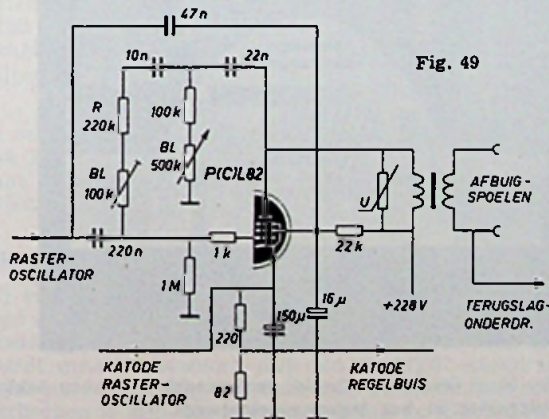 47n
10n
22n
Fig. 49
R
220k
100k
BL
500k
BL
100k
P(C)L82
U
AFBUIG-
SPOELEN
220n
1k
22k
RASTER-
OSCILLATOR
1M
+228V
TERUGSLAG-
ONDERDR.
150µ
16µ
220
KATODE
RASTER-
OSCILLATOR
KATODE
REGELBUIS
82